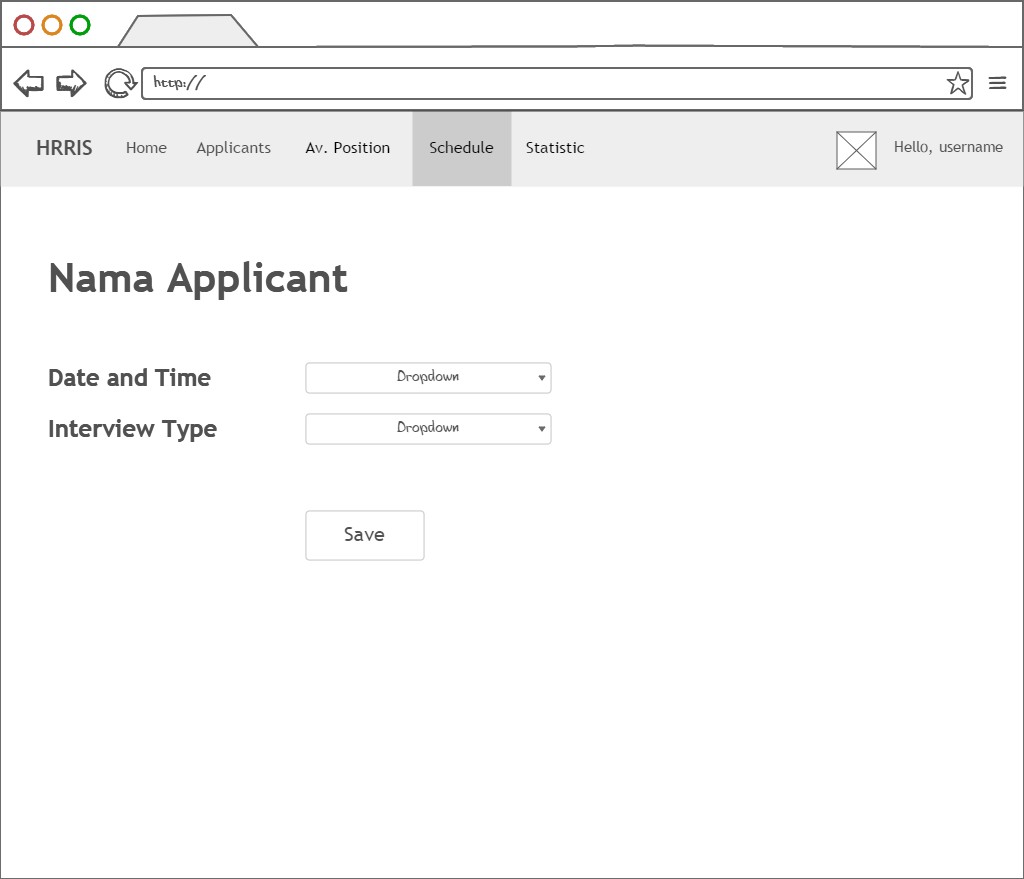 http://
HRRIS Home Applicants Av. Position Schedule Statistic Hello, username
Nama Applicant
Date and Time Dropdown
Interview Type Dropdown
Save